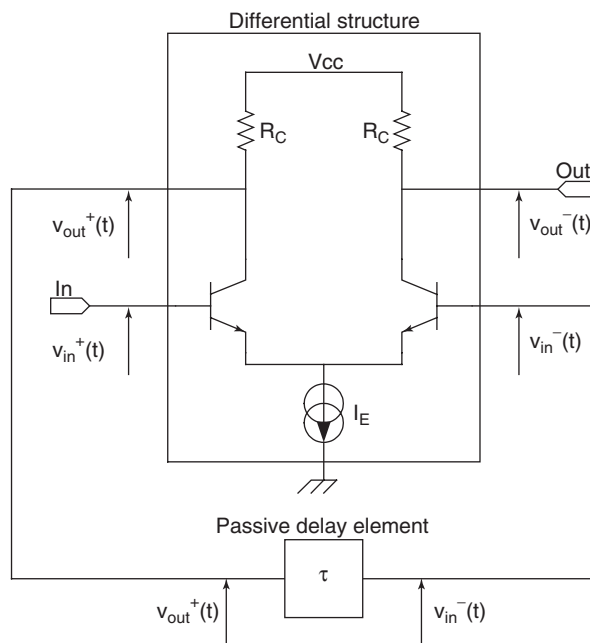 Differential structure
Vcc
R_C R_C
Out
v_out^+(t) v_out^−(t)
In
v_in^+(t) v_in^−(t)
I_E
Passive delay element
τ
v_out^+(t) v_in^−(t)